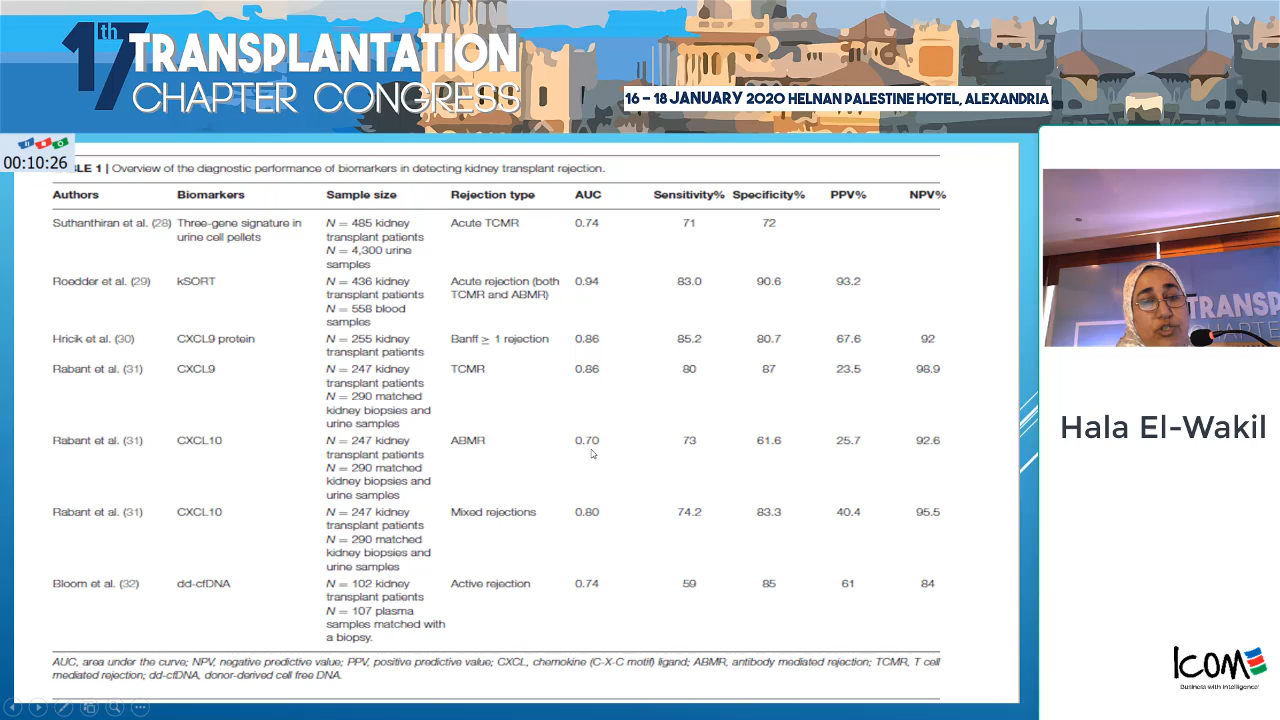 17th TRANSPLANTATION
CHAPTER CONGRESS
16 – 18 JANUARY 2020 HELNAN PALESTINE HOTEL, ALEXANDRIA
00:10:26
BLE 1 | Overview of the diagnostic performance of biomarkers in detecting kidney transplant rejection.
Authors Biomarkers Sample size Rejection type AUC Sensitivity% Specificity% PPV% NPV%
Suthanthiran et al. (28) Three-gene signature in N = 485 kidney Acute TCMR 0.74 71 72
urine cell pellets transplant patients
N = 4,300 urine
samples
Roedder et al. (29) kSORT N = 436 kidney Acute rejection (both 0.94 83.0 90.6 93.2
transplant patients TCMR and ABMR)
N = 558 blood
samples
Hricik et al. (30) CXCL9 protein N = 255 kidney Banff ≥ 1 rejection 0.86 85.2 80.7 67.6 92
transplant patients
Rabant et al. (31) CXCL9 N = 247 kidney TCMR 0.86 80 87 23.5 98.9
transplant patients
N = 290 matched
kidney biopsies and
urine samples
Rabant et al. (31) CXCL10 N = 247 kidney ABMR 0.70 73 61.6 25.7 92.6
transplant patients
N = 290 matched
kidney biopsies and
urine samples
Rabant et al. (31) CXCL10 N = 247 kidney Mixed rejections 0.80 74.2 83.3 40.4 95.5
transplant patients
N = 290 matched
kidney biopsies and
urine samples
Bloom et al. (32) dd-cfDNA N = 102 kidney Active rejection 0.74 59 85 61 84
transplant patients
N = 107 plasma
samples matched with
a biopsy.
AUC, area under the curve; NPV, negative predictive value; PPV, positive predictive value; CXCL, chemokine (C-X-C motif) ligand; ABMR, antibody mediated rejection; TCMR, T cell
mediated rejection; dd-cfDNA, donor-derived cell free DNA.
TRANSPLA
CHAPTER
Hala El-Wakil
ICOME
Business with Intelligence